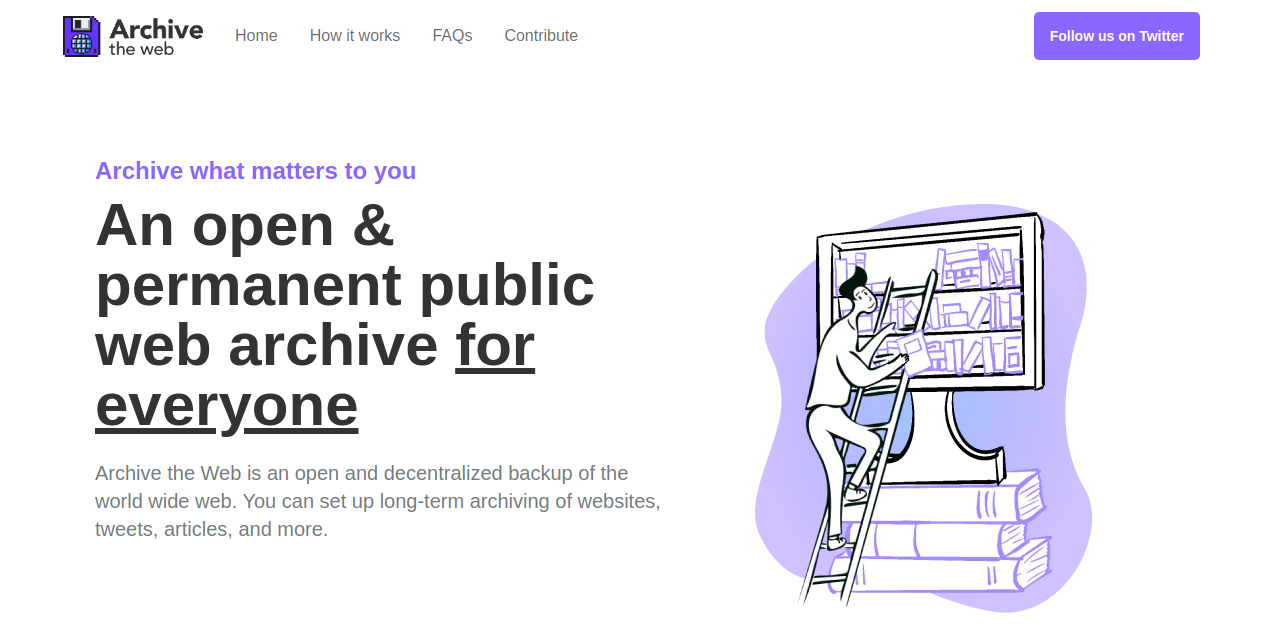 Archive
the web
Home
How it works
FAQs
Contribute
Follow us on Twitter
Archive what matters to you
An open &
permanent public
web archive for
everyone
Archive the Web is an open and decentralized backup of the
world wide web. You can set up long-term archiving of websites,
tweets, articles, and more.